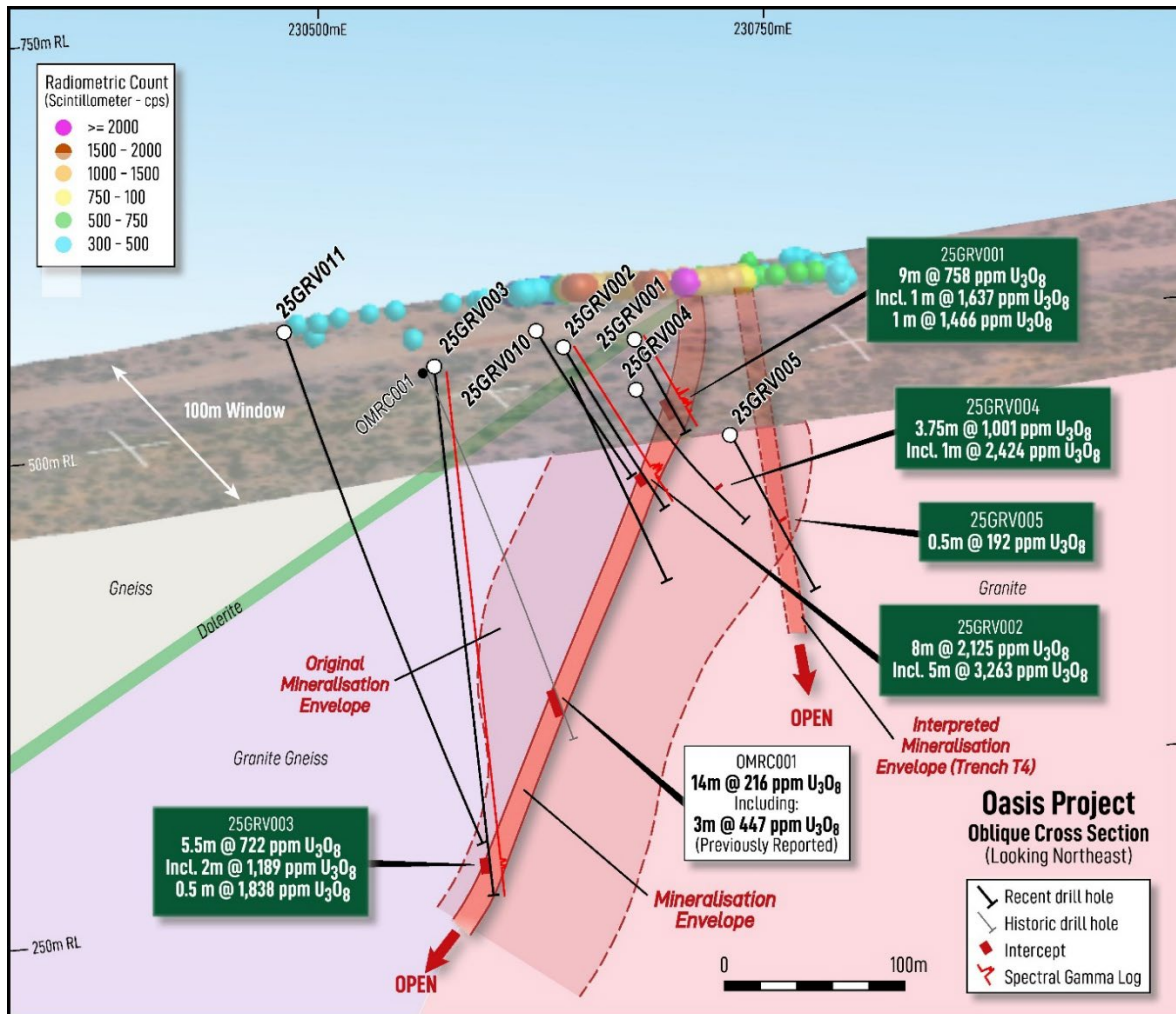 230500mE
230750mE
750m RL
Radiometric Count
(Scintillometer - cps)
>= 2000
1500 - 2000
1000 - 1500
750 - 100
500 - 750
300 - 500
25GRV011
25GRV003
OMRC001
25GRV010
25GRV002
25GRV001
25GRV004
25GRV005
100m Window
500m RL
25GRV001
9m @ 758 ppm U₃O₈
Incl. 1 m @ 1,637 ppm U₃O₈
1 m @ 1,466 ppm U₃O₈
25GRV004
3.75m @ 1,001 ppm U₃O₈
Incl. 1m @ 2,424 ppm U₃O₈
25GRV005
0.5m @ 192 ppm U₃O₈
Gneiss
Dolerite
Granite
25GRV002
8m @ 2,125 ppm U₃O₈
Incl. 5m @ 3,263 ppm U₃O₈
Original
Mineralisation
Envelope
OPEN
Interpreted
Mineralisation
Envelope (Trench T4)
Granite Gneiss
OMRC001
14m @ 216 ppm U₃O₈
Including:
3m @ 447 ppm U₃O₈
(Previously Reported)
25GRV003
5.5m @ 722 ppm U₃O₈
Incl. 2m @ 1,189 ppm U₃O₈
0.5 m @ 1,838 ppm U₃O₈
Mineralisation
Envelope
250m RL
OPEN
0
100m
Oasis Project
Oblique Cross Section
(Looking Northeast)
Recent drill hole
Historic drill hole
Intercept
Spectral Gamma Log